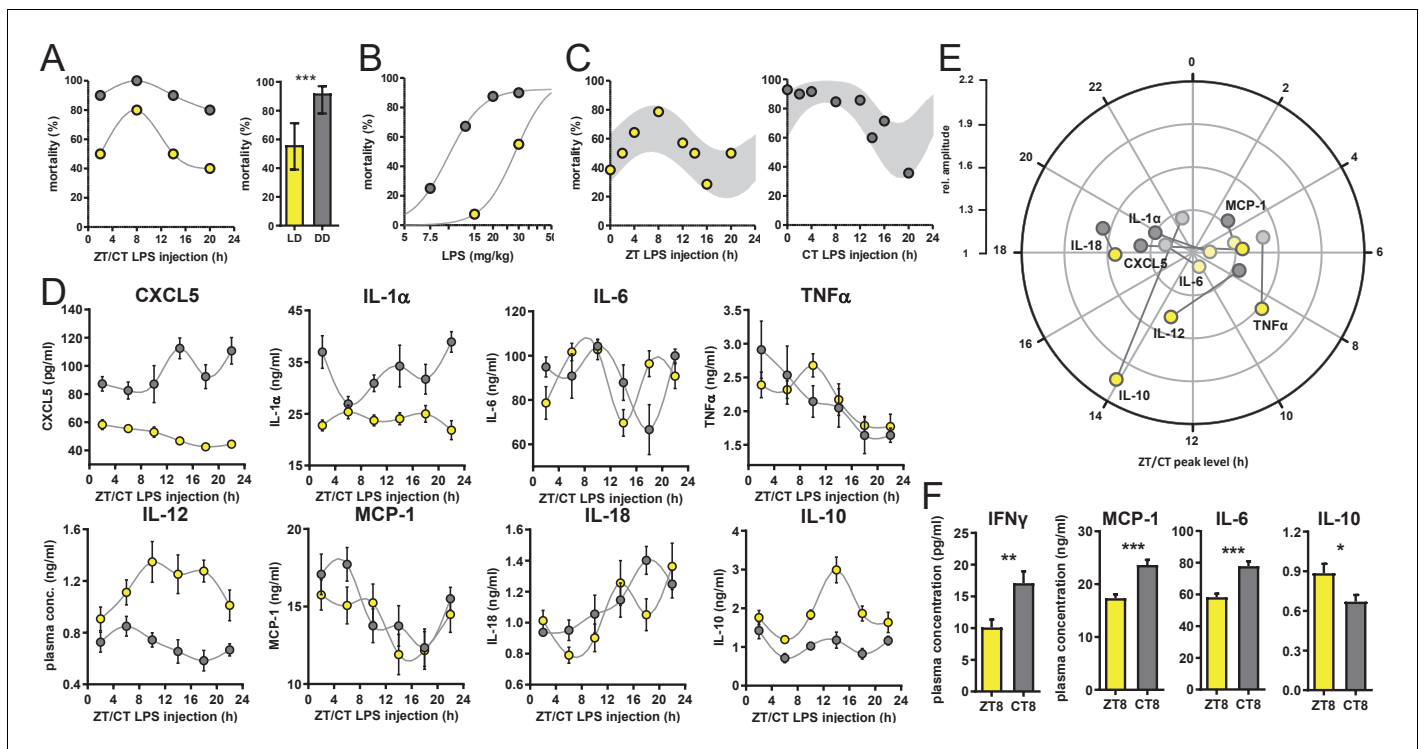 A
mortality (%)
100
80
60
40
20
0
0 4 8 12 16 20 24
ZT/CT LPS injection (h)
mortality (%)
100
80
60
40
20
0
***
LD DD
B
mortality (%)
100
80
60
40
20
0
5 7.5 15 20 30 50
LPS (mg/kg)
C
mortality (%)
100
80
60
40
20
0
0 4 8 12 16 20 24
ZT LPS injection (h)
mortality (%)
100
80
60
40
20
0
0 4 8 12 16 20 24
CT LPS injection (h)
D
CXCL5
CXCL5 (pg/ml)
140
120
100
80
60
40
0 4 8 12 16 20 24
ZT/CT LPS injection (h)
IL-1α
IL-1α (ng/ml)
45
35
25
15
0 4 8 12 16 20 24
ZT/CT LPS injection (h)
IL-6
IL-6 (ng/ml)
120
100
80
60
0 4 8 12 16 20 24
ZT/CT LPS injection (h)
TNFα
TNFα (ng/ml)
3.5
3.0
2.5
2.0
1.5
0 4 8 12 16 20 24
ZT/CT LPS injection (h)
IL-12
plasma conc. (ng/ml)
1.6
1.2
0.8
0.4
0 4 8 12 16 20 24
ZT/CT LPS injection (h)
MCP-1
MCP-1 (ng/ml)
20
15
10
0 4 8 12 16 20 24
ZT/CT LPS injection (h)
IL-18
IL-18 (ng/ml)
1.6
1.4
1.2
1.0
0.8
0.6
0 4 8 12 16 20 24
ZT/CT LPS injection (h)
IL-10
IL-10 (ng/ml)
4
3
2
1
0
0 4 8 12 16 20 24
ZT/CT LPS injection (h)
E
rel. amplitude
2.2
1.9
1.6
1.3
1
0
2
4
6
8
10
12
14
16
18
20
22
IL-1α
MCP-1
IL-18
CXCL5
IL-6
IL-12
TNFα
IL-10
ZT/CT peak level (h)
F
IFNγ
plasma concentration (pg/ml)
25
20
15
10
5
0
**
ZT8 CT8
MCP-1
plasma concentration (ng/ml)
30
20
10
0
***
ZT8 CT8
IL-6
100
80
60
40
20
0
***
ZT8 CT8
IL-10
1.2
0.9
0.6
0.3
0.0
*
ZT8 CT8